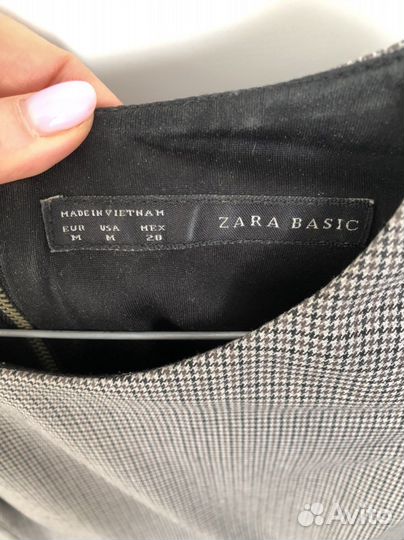 MADE IN VIETNAM
EUR USA MEX
M M 28
ZARA BASIC
Avito